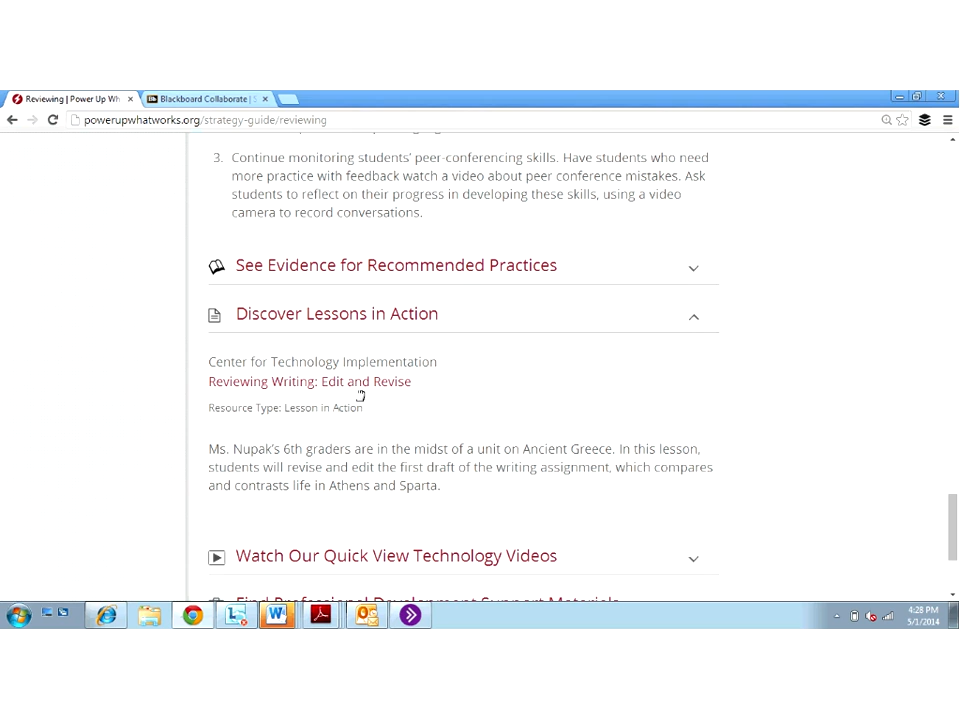 Reviewing | Power Up Wh
Blackboard Collaborate | S
powerupwhatworks.org/strategy-guide/reviewing
3. Continue monitoring students' peer-conferencing skills. Have students who need
more practice with feedback watch a video about peer conference mistakes. Ask
students to reflect on their progress in developing these skills, using a video
camera to record conversations.
See Evidence for Recommended Practices
Discover Lessons in Action
Center for Technology Implementation
Reviewing Writing: Edit and Revise
Resource Type: Lesson in Action
Ms. Nupak's 6th graders are in the midst of a unit on Ancient Greece. In this lesson,
students will revise and edit the first draft of the writing assignment, which compares
and contrasts life in Athens and Sparta.
Watch Our Quick View Technology Videos
Find Professional Development Support Materials
4:28 PM
5/1/2014